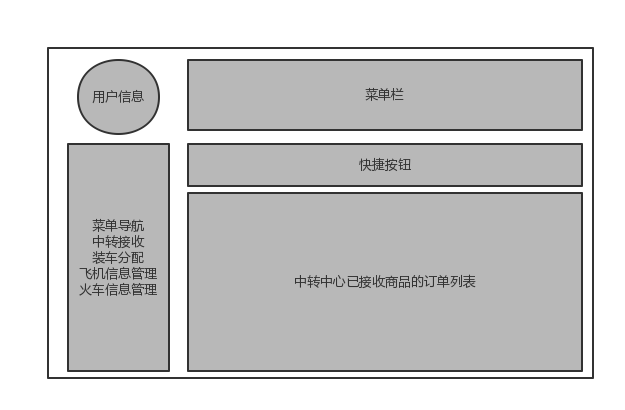 用户信息
菜单栏
快捷按钮
菜单导航
中转接收
装车分配
飞机信息管理
火车信息管理
中转中心已接收商品的订单列表